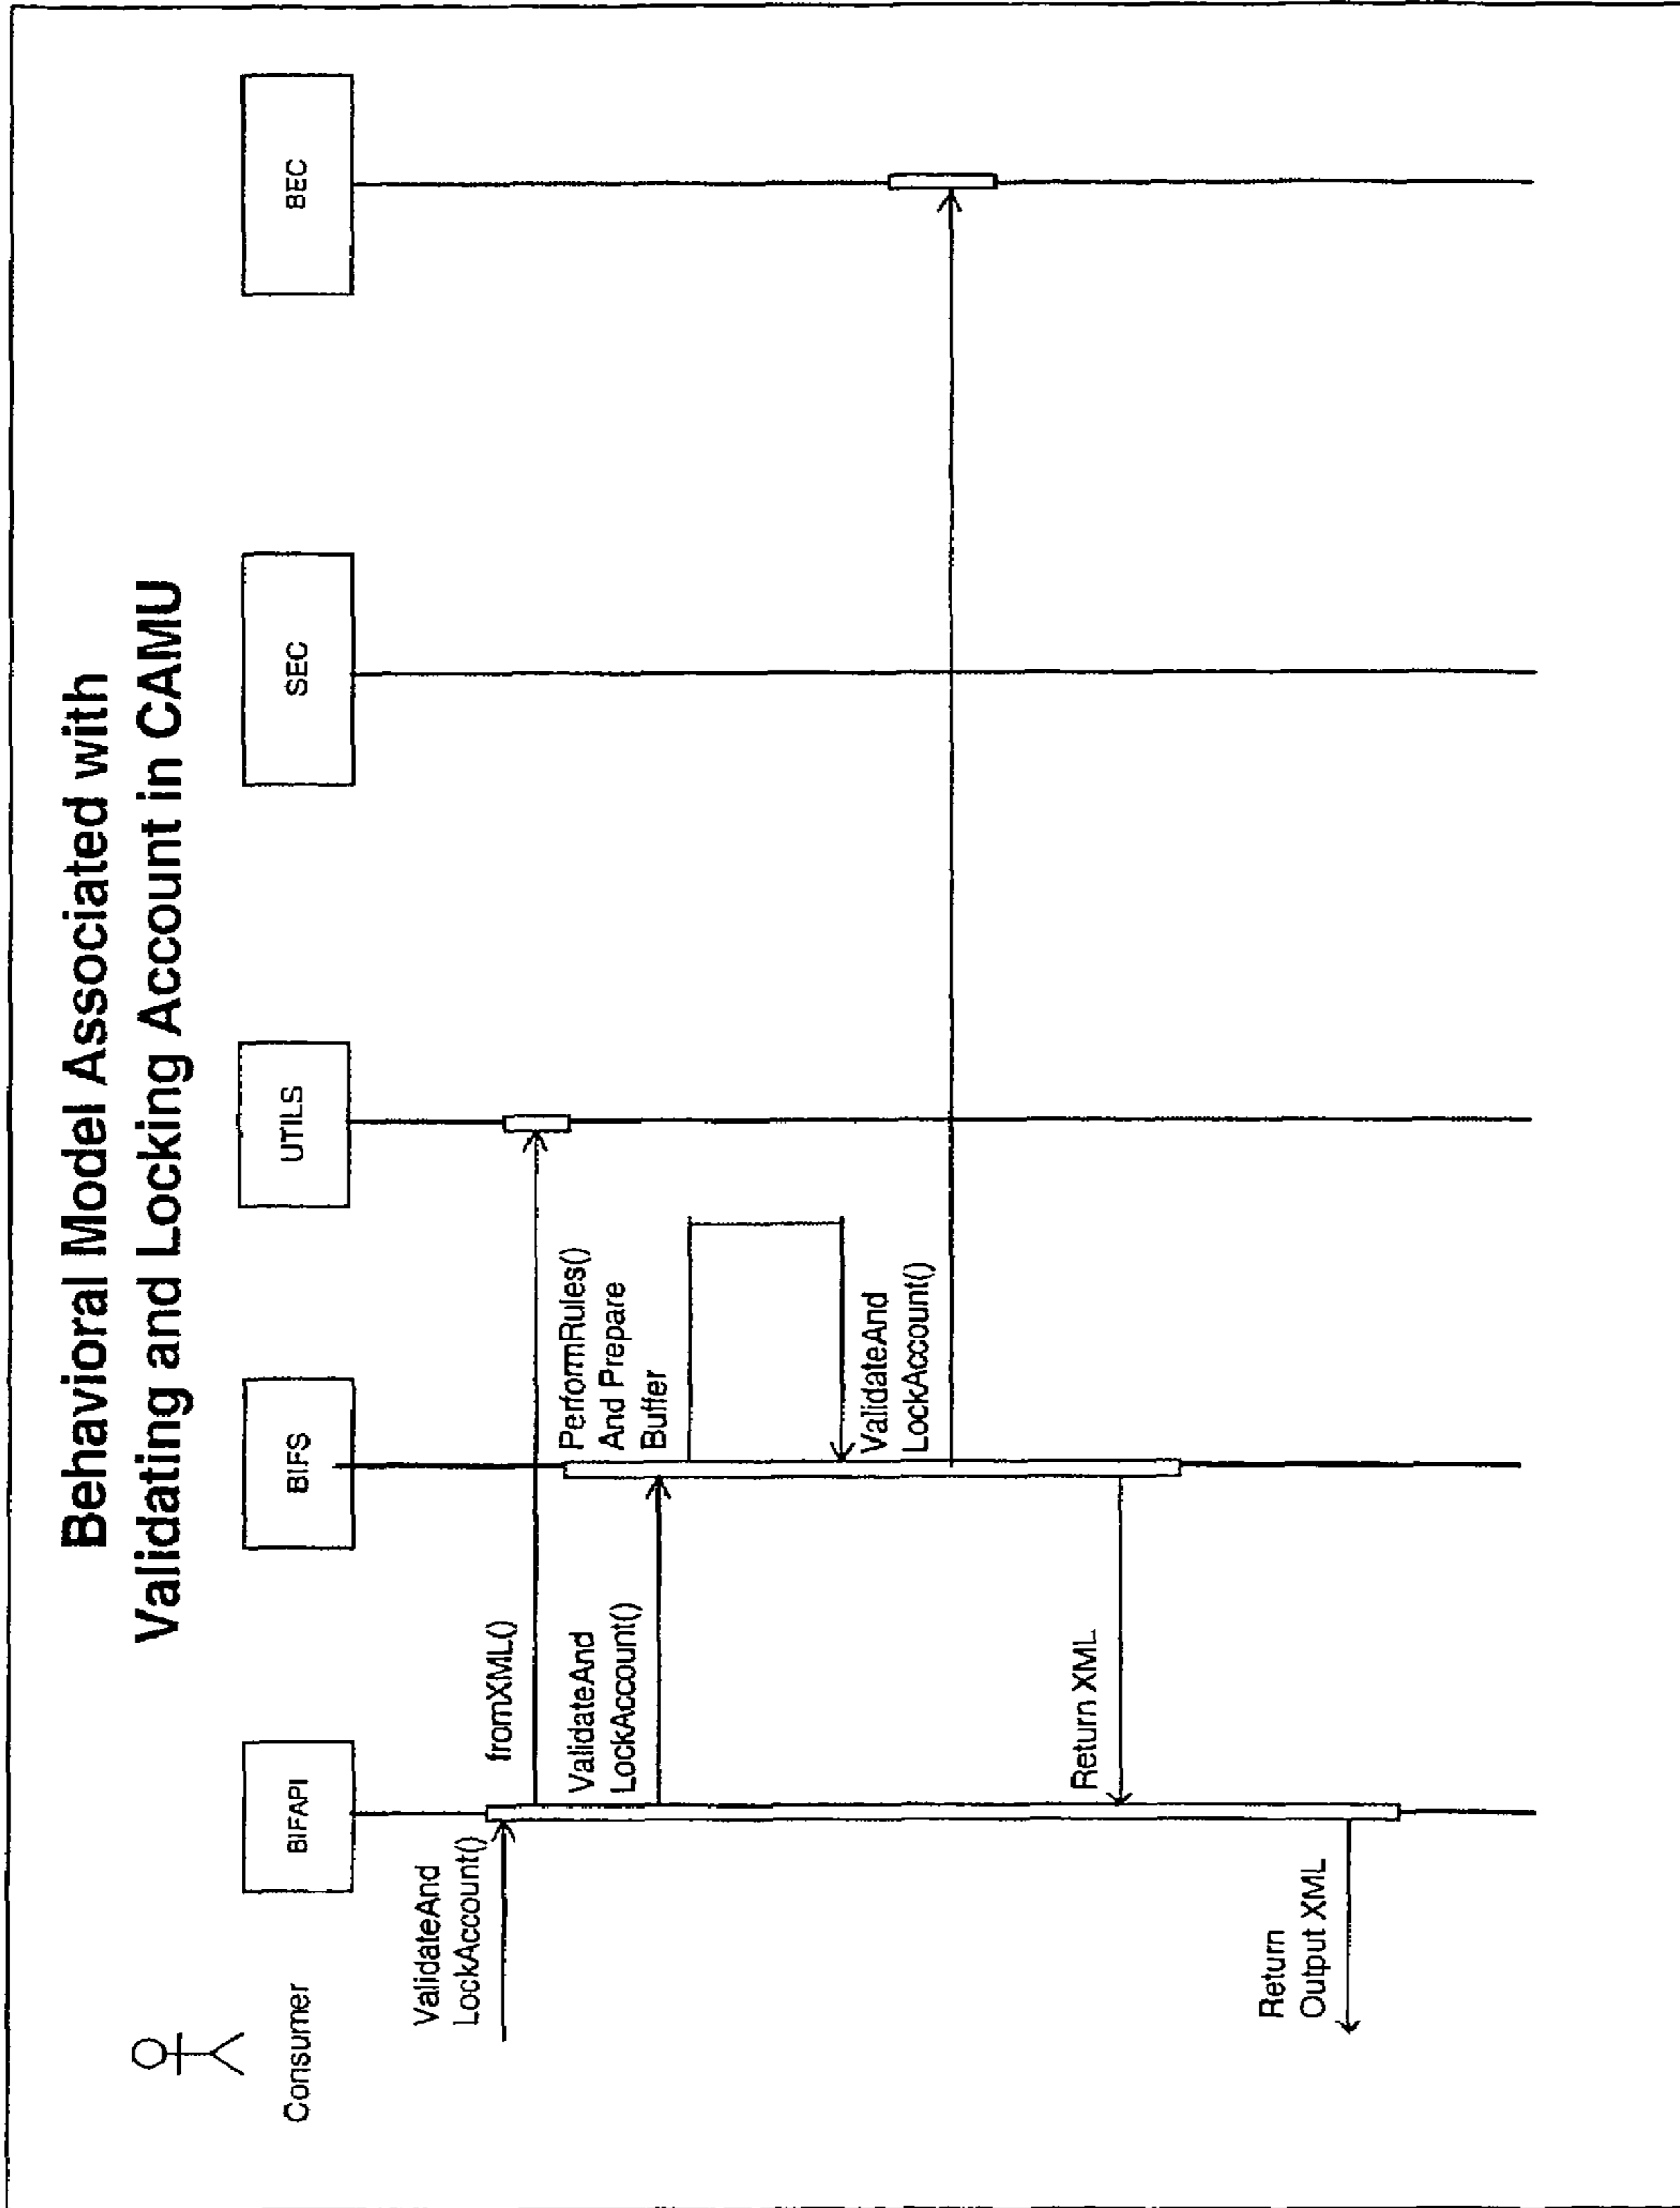 Behavioral Model Associated with
Validating and Locking Account in CAMU
Consumer
BIFAPI
BIFS
UTILS
SEC
BEC
ValidateAnd
LockAccount()
fromXML()
ValidateAnd
LockAccount()
PerformRules()
And Prepare
Buffer
ValidateAnd
LockAccount()
Return XML
Return
Output XML